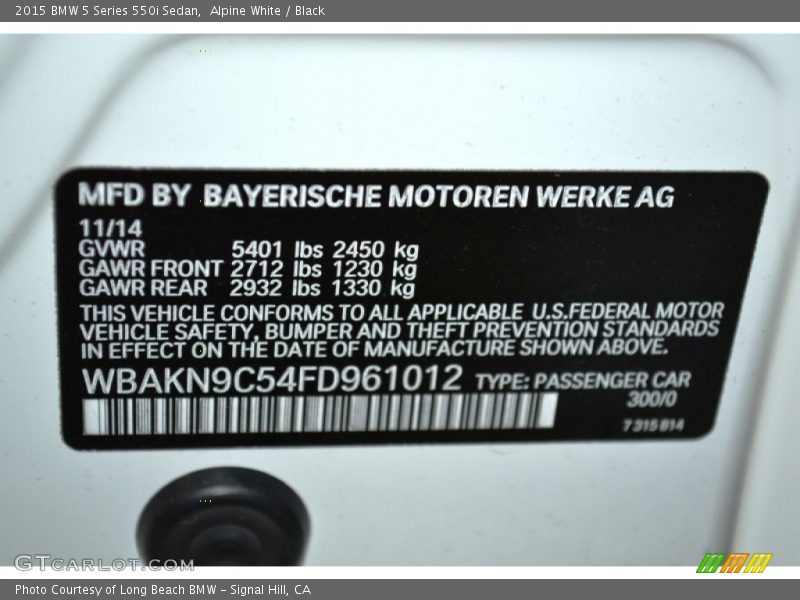 2015 BMW 5 Series 550i Sedan,  Alpine White / Black
MFD BY BAYERISCHE MOTOREN WERKE AG
11/14
GVWR 5401 lbs 2450 kg
GAWR FRONT 2712 lbs 1230 kg
GAWR REAR 2932 lbs 1330 kg
THIS VEHICLE CONFORMS TO ALL APPLICABLE U.S.FEDERAL MOTOR
VEHICLE SAFETY, BUMPER AND THEFT PREVENTION STANDARDS
IN EFFECT ON THE DATE OF MANUFACTURE SHOWN ABOVE.
WBAKN9C54FD961012 TYPE: PASSENGER CAR
300/0
7315814
GTCARLOT.COM
Photo Courtesy of Long Beach BMW – Signal Hill, CA